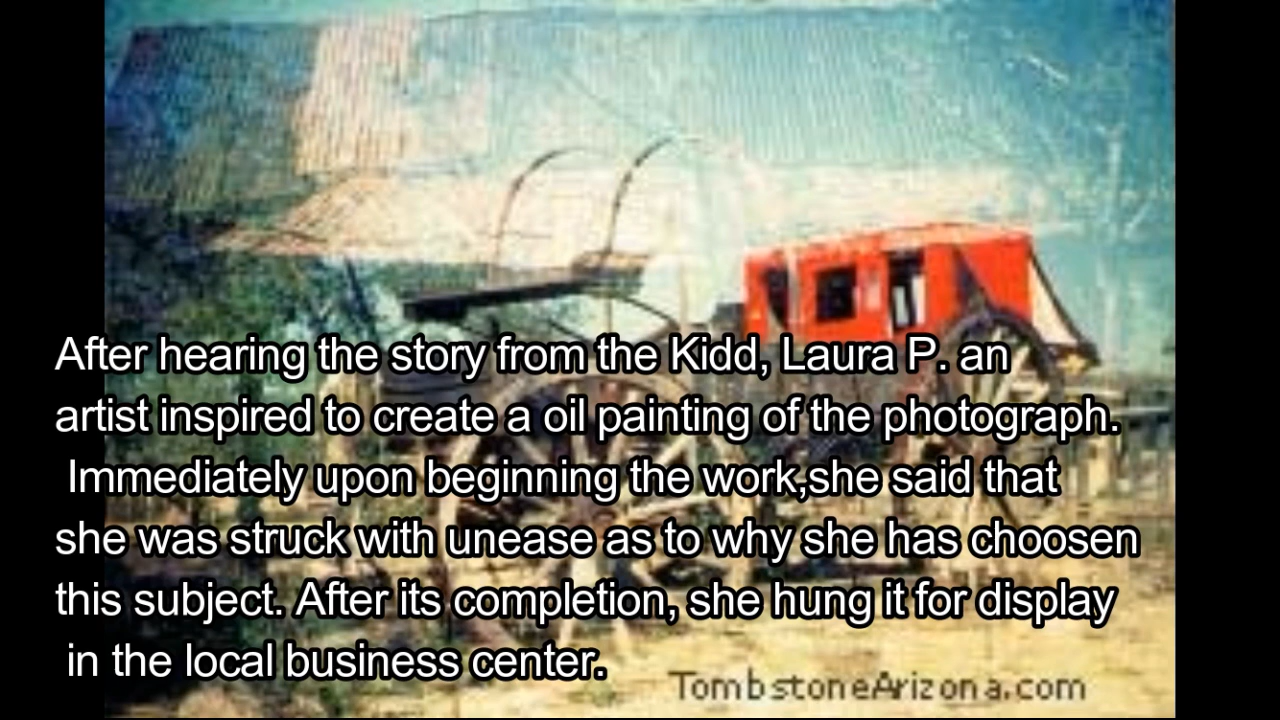 After hearing the story from the Kidd, Laura P. an
artist inspired to create a oil painting of the photograph.
Immediately upon beginning the work,she said that
she was struck with unease as to why she has choosen
this subject. After its completion, she hung it for display
in the local business center.
TombstoneArizona.com